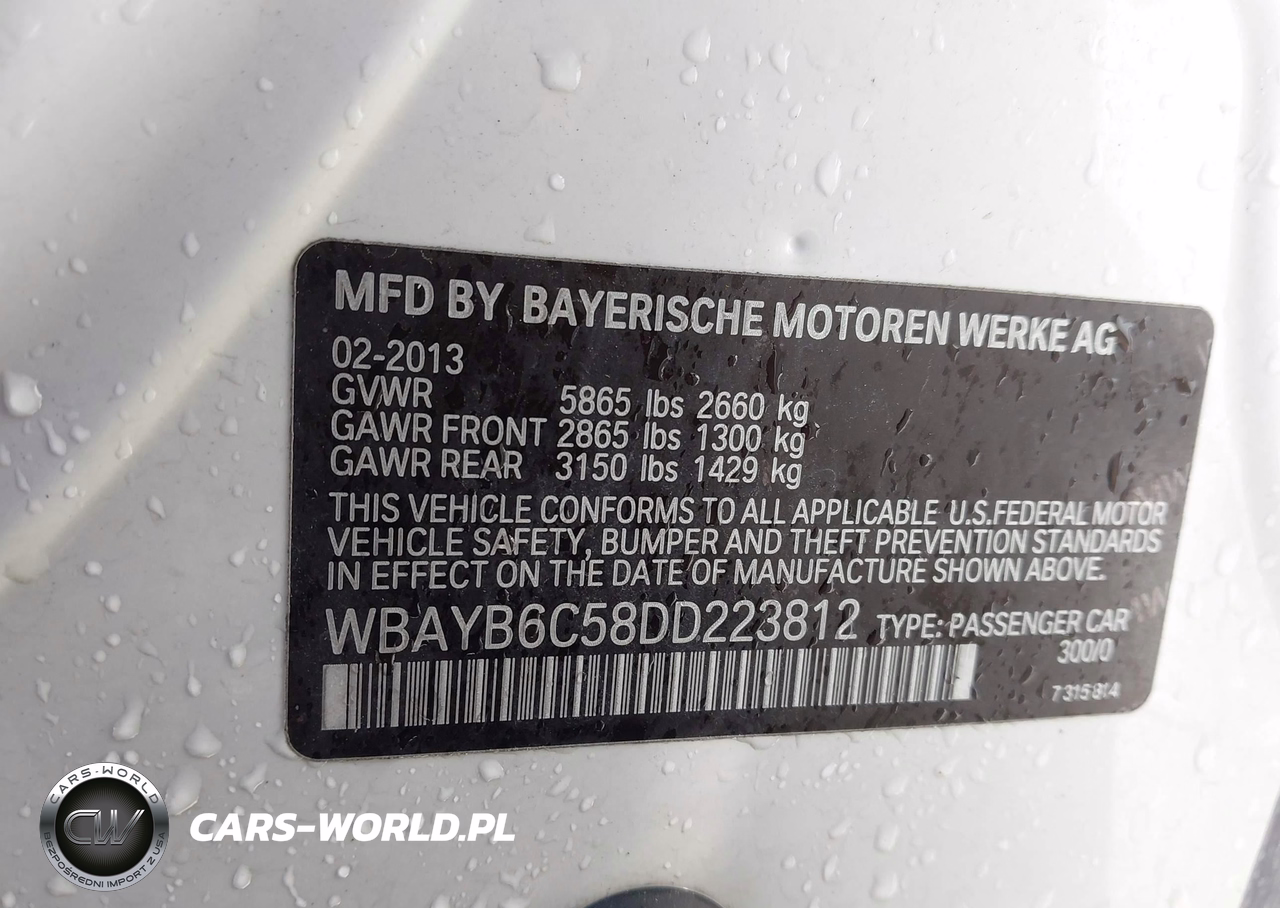 MFD BY BAYERISCHE MOTOREN WERKE AG
02-2013
GVWR 5865 lbs 2660 kg
GAWR FRONT 2865 lbs 1300 kg
GAWR REAR 3150 lbs 1429 kg
THIS VEHICLE CONFORMS TO ALL APPLICABLE U.S.FEDERAL MOTOR
VEHICLE SAFETY, BUMPER AND THEFT PREVENTION STANDARDS
IN EFFECT ON THE DATE OF MANUFACTURE SHOWN ABOVE.
WBAYB6C58DD223812 TYPE: PASSENGER CAR
300/0
7315814
CARS-WORLD
CW
BEZPOŚREDNI IMPORT Z USA
CARS-WORLD.PL